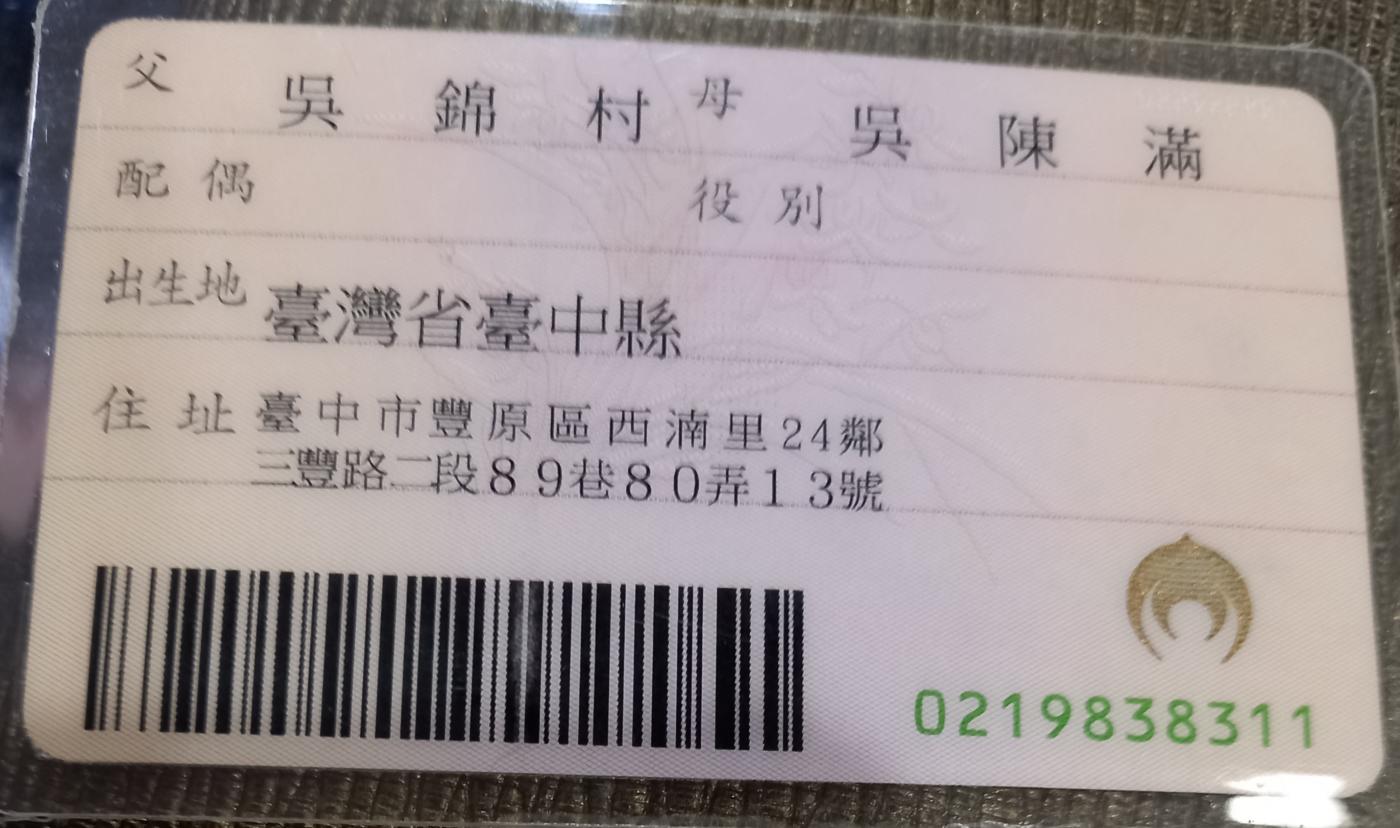 父 吳錦村 母 吳陳滿
配偶 役別
出生地 臺灣省臺中縣
住址 臺中市豐原區西湳里24鄰
三豐路二段89巷80弄13號
0219838311